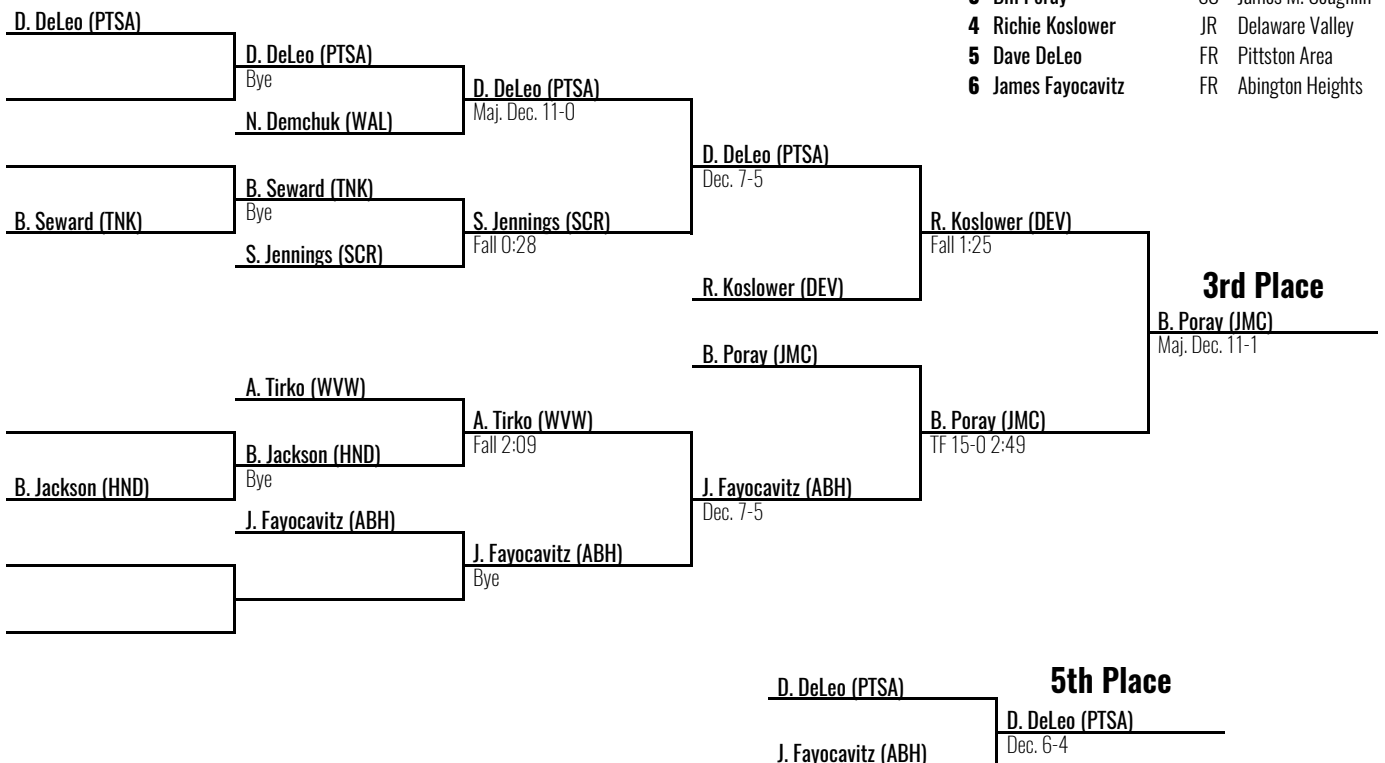 4 Richie Koslower JR Delaware Valley
5 Dave DeLeo FR Pittston Area
6 James Fayocavitz FR Abington Heights
D. DeLeo (PTSA)
D. DeLeo (PTSA)
Bye
D. DeLeo (PTSA)
Maj. Dec. 11-0
N. Demchuk (WAL)
D. DeLeo (PTSA)
Dec. 7-5
B. Seward (TNK)
Bye
B. Seward (TNK)
S. Jennings (SCR)
Fall 0:28
S. Jennings (SCR)
R. Koslower (DEV)
Fall 1:25
R. Koslower (DEV)
3rd Place
B. Poray (JMC)
Maj. Dec. 11-1
B. Poray (JMC)
A. Tirko (WVW)
A. Tirko (WVW)
Fall 2:09
B. Poray (JMC)
TF 15-0 2:49
B. Jackson (HND)
Bye
B. Jackson (HND)
J. Fayocavitz (ABH)
Dec. 7-5
J. Fayocavitz (ABH)
J. Fayocavitz (ABH)
Bye
5th Place
D. DeLeo (PTSA)
D. DeLeo (PTSA)
Dec. 6-4
J. Fayocavitz (ABH)